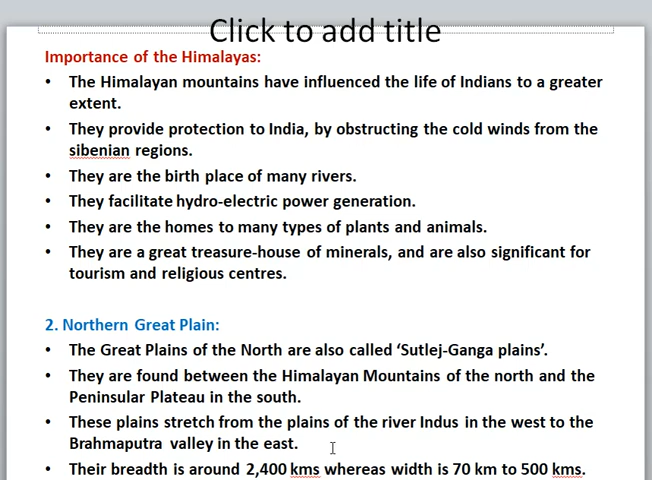 Click to add title
Importance of the Himalayas:
• The Himalayan mountains have influenced the life of Indians to a greater
extent.
• They provide protection to India, by obstructing the cold winds from the
sibenian regions.
• They are the birth place of many rivers.
• They facilitate hydro-electric power generation.
• They are the homes to many types of plants and animals.
• They are a great treasure-house of minerals, and are also significant for
tourism and religious centres.
2. Northern Great Plain:
• The Great Plains of the North are also called ‘Sutlej-Ganga plains’.
• They are found between the Himalayan Mountains of the north and the
Peninsular Plateau in the south.
• These plains stretch from the plains of the river Indus in the west to the
Brahmaputra valley in the east.
• Their breadth is around 2,400 kms whereas width is 70 km to 500 kms.